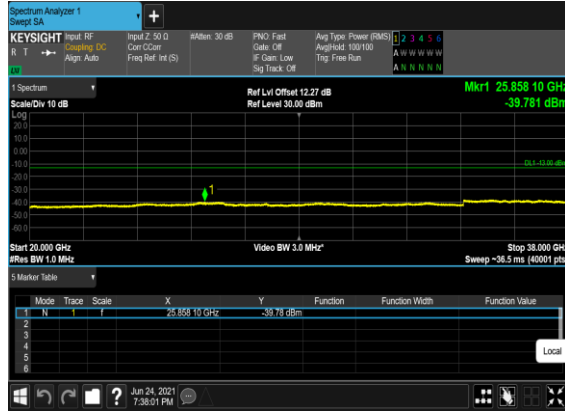 Spectrum Analyzer 1
Swept SA
+
KEYSIGHT Input: RF Input Z: 50 Ω #Atten: 30 dB PNO: Fast Avg Type: Power (RMS) 1 2 3 4 5 6
R T Coupling: DC Corr CCorr Gate: Off Avg|Hold: 100/100 A W W W W W
Align: Auto Freq Ref: Int (S) IF Gain: Low Trig: Free Run
LV Sig Track: Off A N N N N N
1 Spectrum Ref Lvl Offset 12.27 dB Mkr1 25.858 10 GHz
Scale/Div 10 dB Ref Level 30.00 dBm -39.781 dBm
Log
20.0
10.0
0.00
DL1 -13.00 dBm
-10.0
-20.0
-30.0
1
-40.0
-50.0
-60.0
Start 20.000 GHz Video BW 3.0 MHz* Stop 38.000 GHz
#Res BW 1.0 MHz Sweep ~36.5 ms (40001 pts)
5 Marker Table
Mode Trace Scale X Y Function Function Width Function Value
1 N 1 f 25.858 10 GHz -39.78 dBm
2
3
4
5
6
Local
? Jun 24, 2021
7:38:01 PM